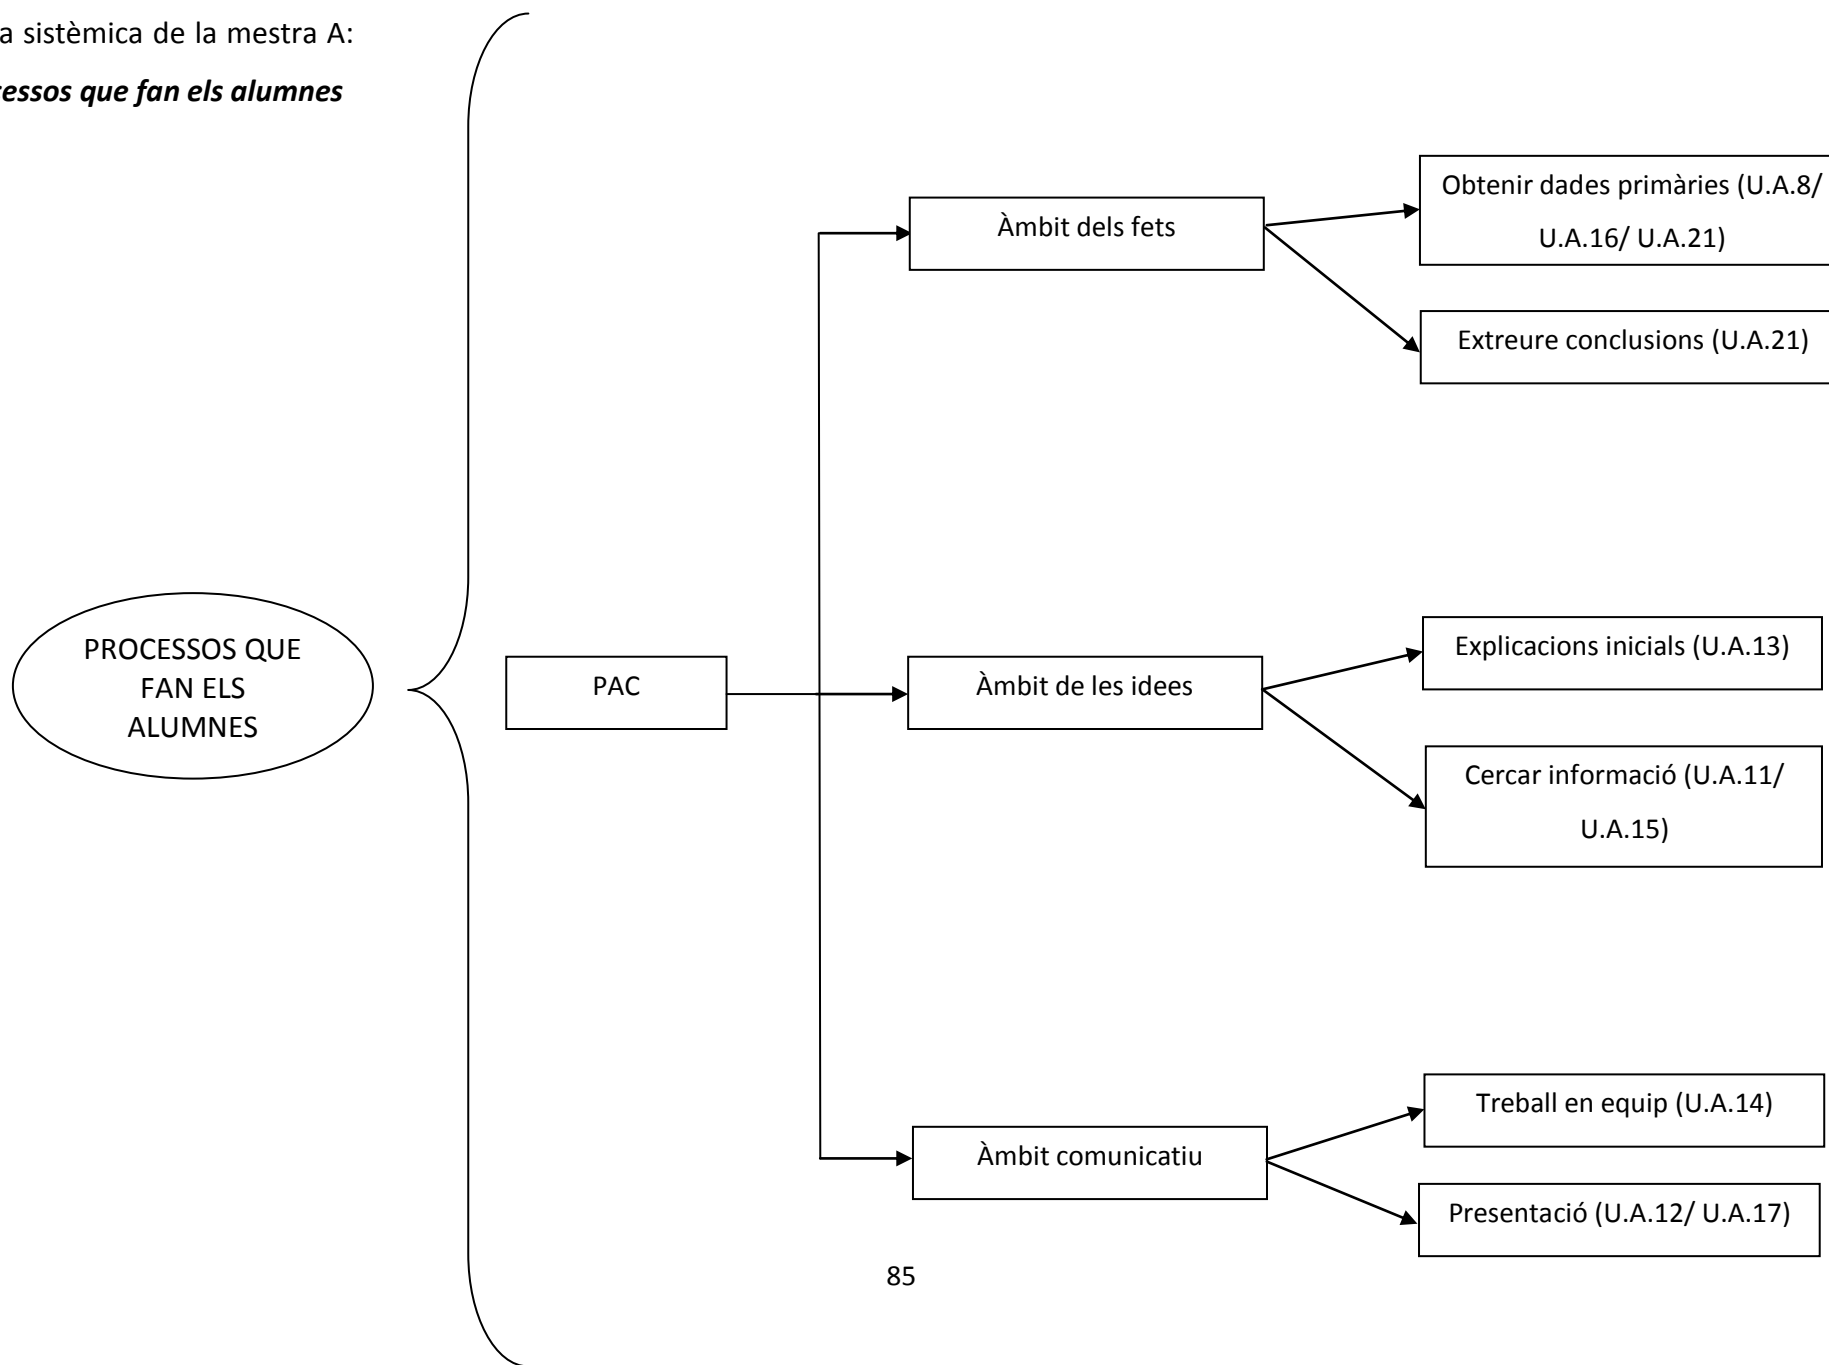 a sistèmica de la mestra A:
essos que fan els alumnes
Obtenir dades primàries (U.A.8/
U.A.16/ U.A.21)
Àmbit dels fets
Extreure conclusions (U.A.21)
PROCESSOS QUE
FAN ELS
ALUMNES
PAC
Àmbit de les idees
Explicacions inicials (U.A.13)
Cercar informació (U.A.11/
U.A.15)
Àmbit comunicatiu
Treball en equip (U.A.14)
Presentació (U.A.12/ U.A.17)
85